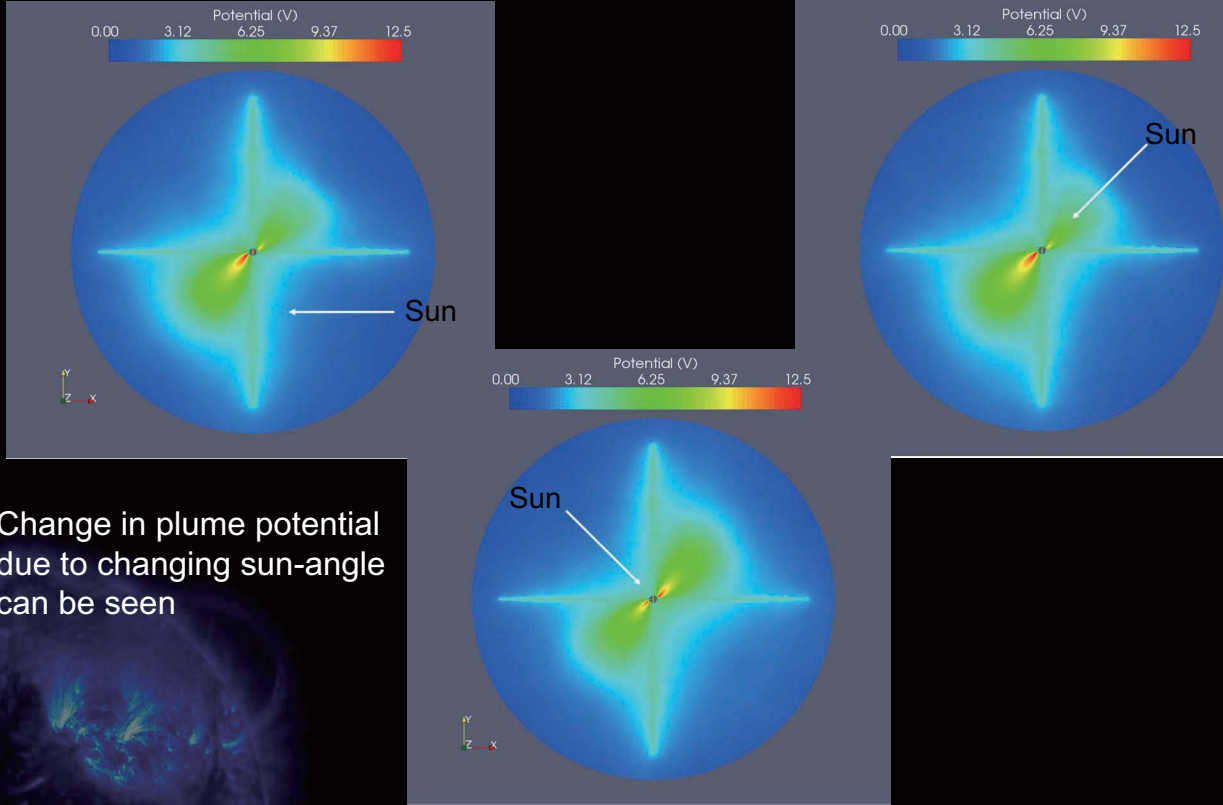 Potential (V)
0.00 3.12 6.25 9.37 12.5
Sun
Y
Z X
Potential (V)
0.00 3.12 6.25 9.37 12.5
Sun
Potential (V)
0.00 3.12 6.25 9.37 12.5
Sun
Y
Z X
Change in plume potential
due to changing sun-angle
can be seen